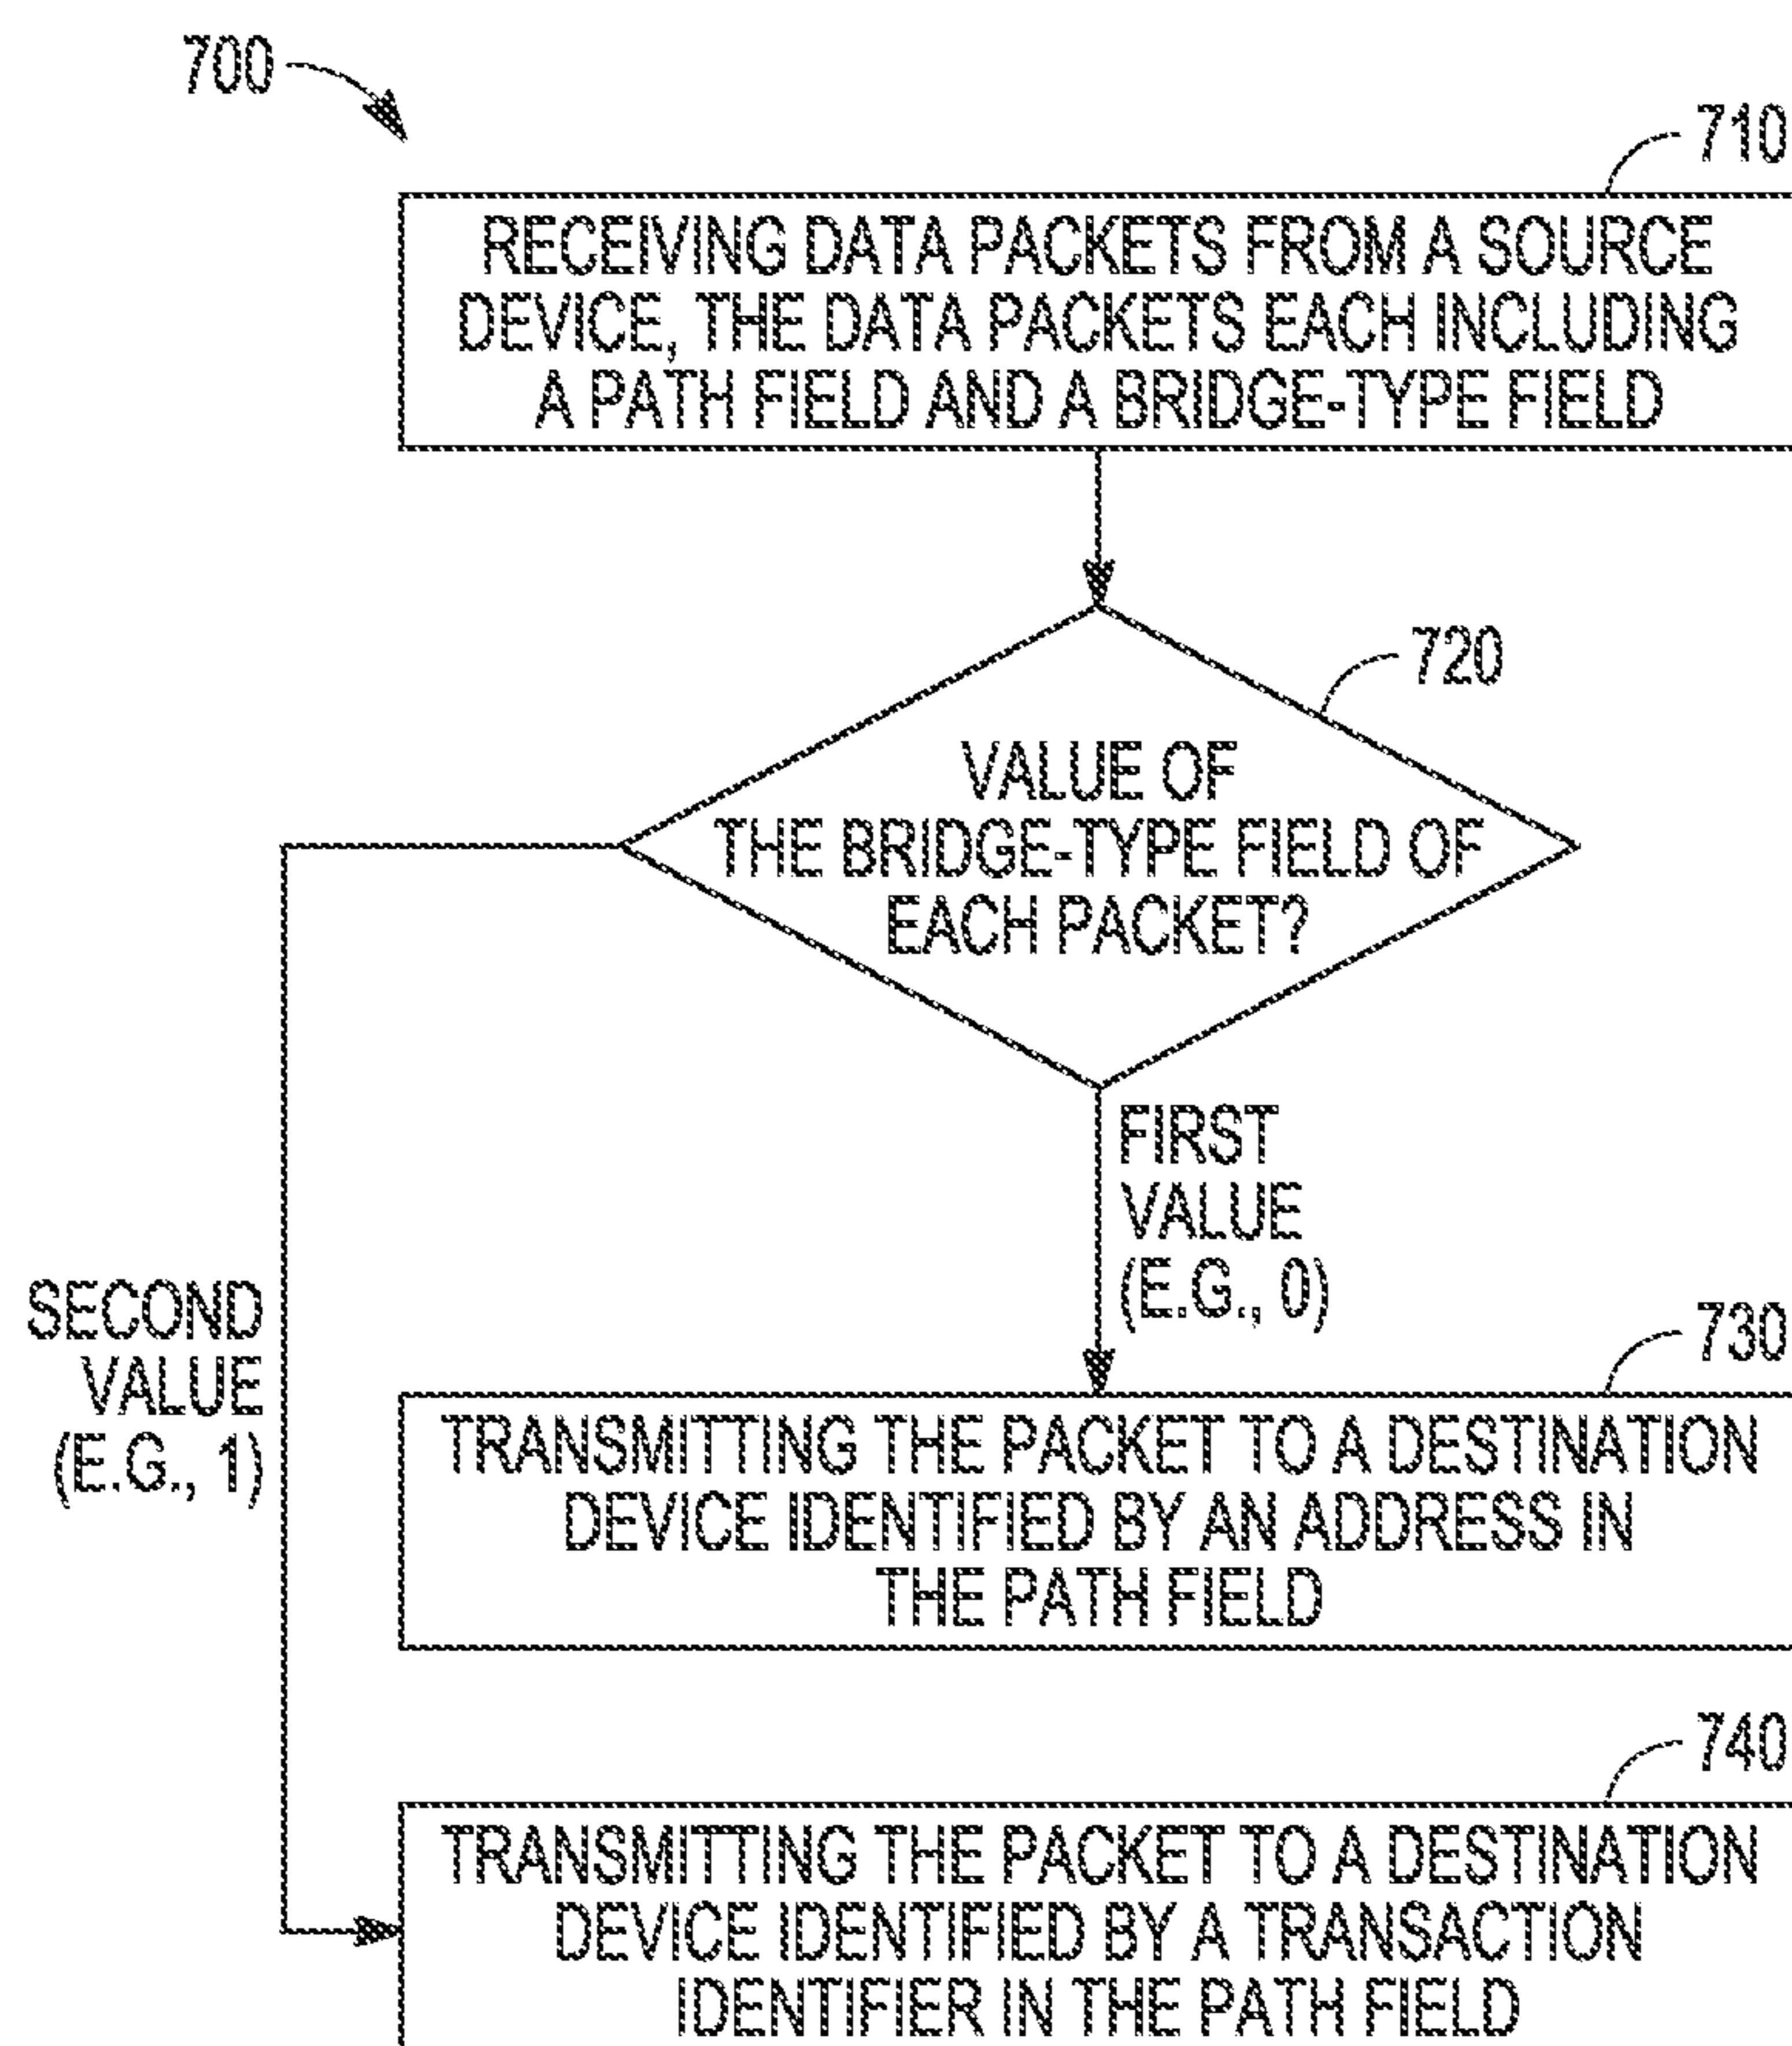 700
710
RECEIVING DATA PACKETS FROM A SOURCE
DEVICE, THE DATA PACKETS EACH INCLUDING
A PATH FIELD AND A BRIDGE-TYPE FIELD
720
VALUE OF
THE BRIDGE-TYPE FIELD OF
EACH PACKET?
FIRST
VALUE
(E.G., 0)
SECOND
VALUE
(E.G., 1)
730
TRANSMITTING THE PACKET TO A DESTINATION
DEVICE IDENTIFIED BY AN ADDRESS IN
THE PATH FIELD
740
TRANSMITTING THE PACKET TO A DESTINATION
DEVICE IDENTIFIED BY A TRANSACTION
IDENTIFIER IN THE PATH FIELD